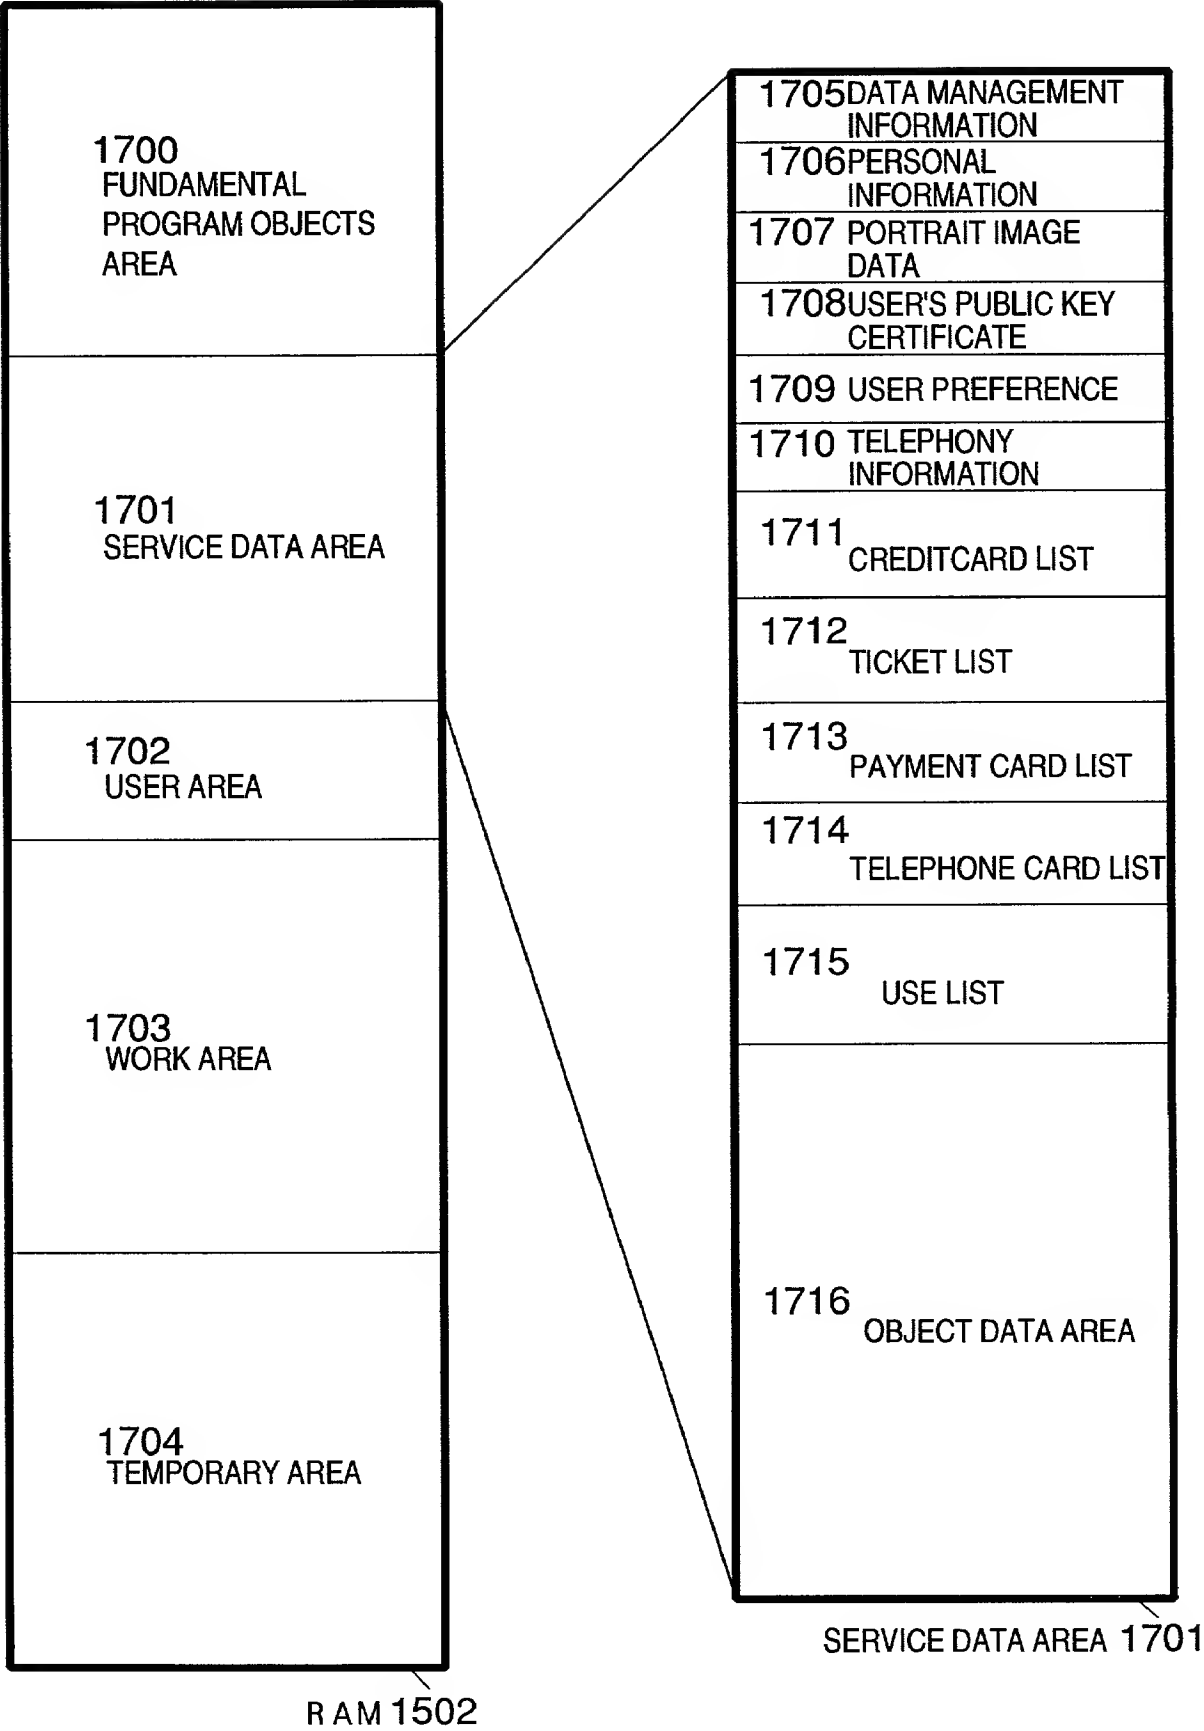 1700
FUNDAMENTAL
PROGRAM OBJECTS
AREA
1701
SERVICE DATA AREA
1702
USER AREA
1703
WORK AREA
1704
TEMPORARY AREA
RAM 1502
1705 DATA MANAGEMENT
INFORMATION
1706 PERSONAL
INFORMATION
1707 PORTRAIT IMAGE
DATA
1708 USER'S PUBLIC KEY
CERTIFICATE
1709 USER PREFERENCE
1710 TELEPHONY
INFORMATION
1711
CREDITCARD LIST
1712
TICKET LIST
1713
PAYMENT CARD LIST
1714
TELEPHONE CARD LIST
1715
USE LIST
1716
OBJECT DATA AREA
SERVICE DATA AREA 1701